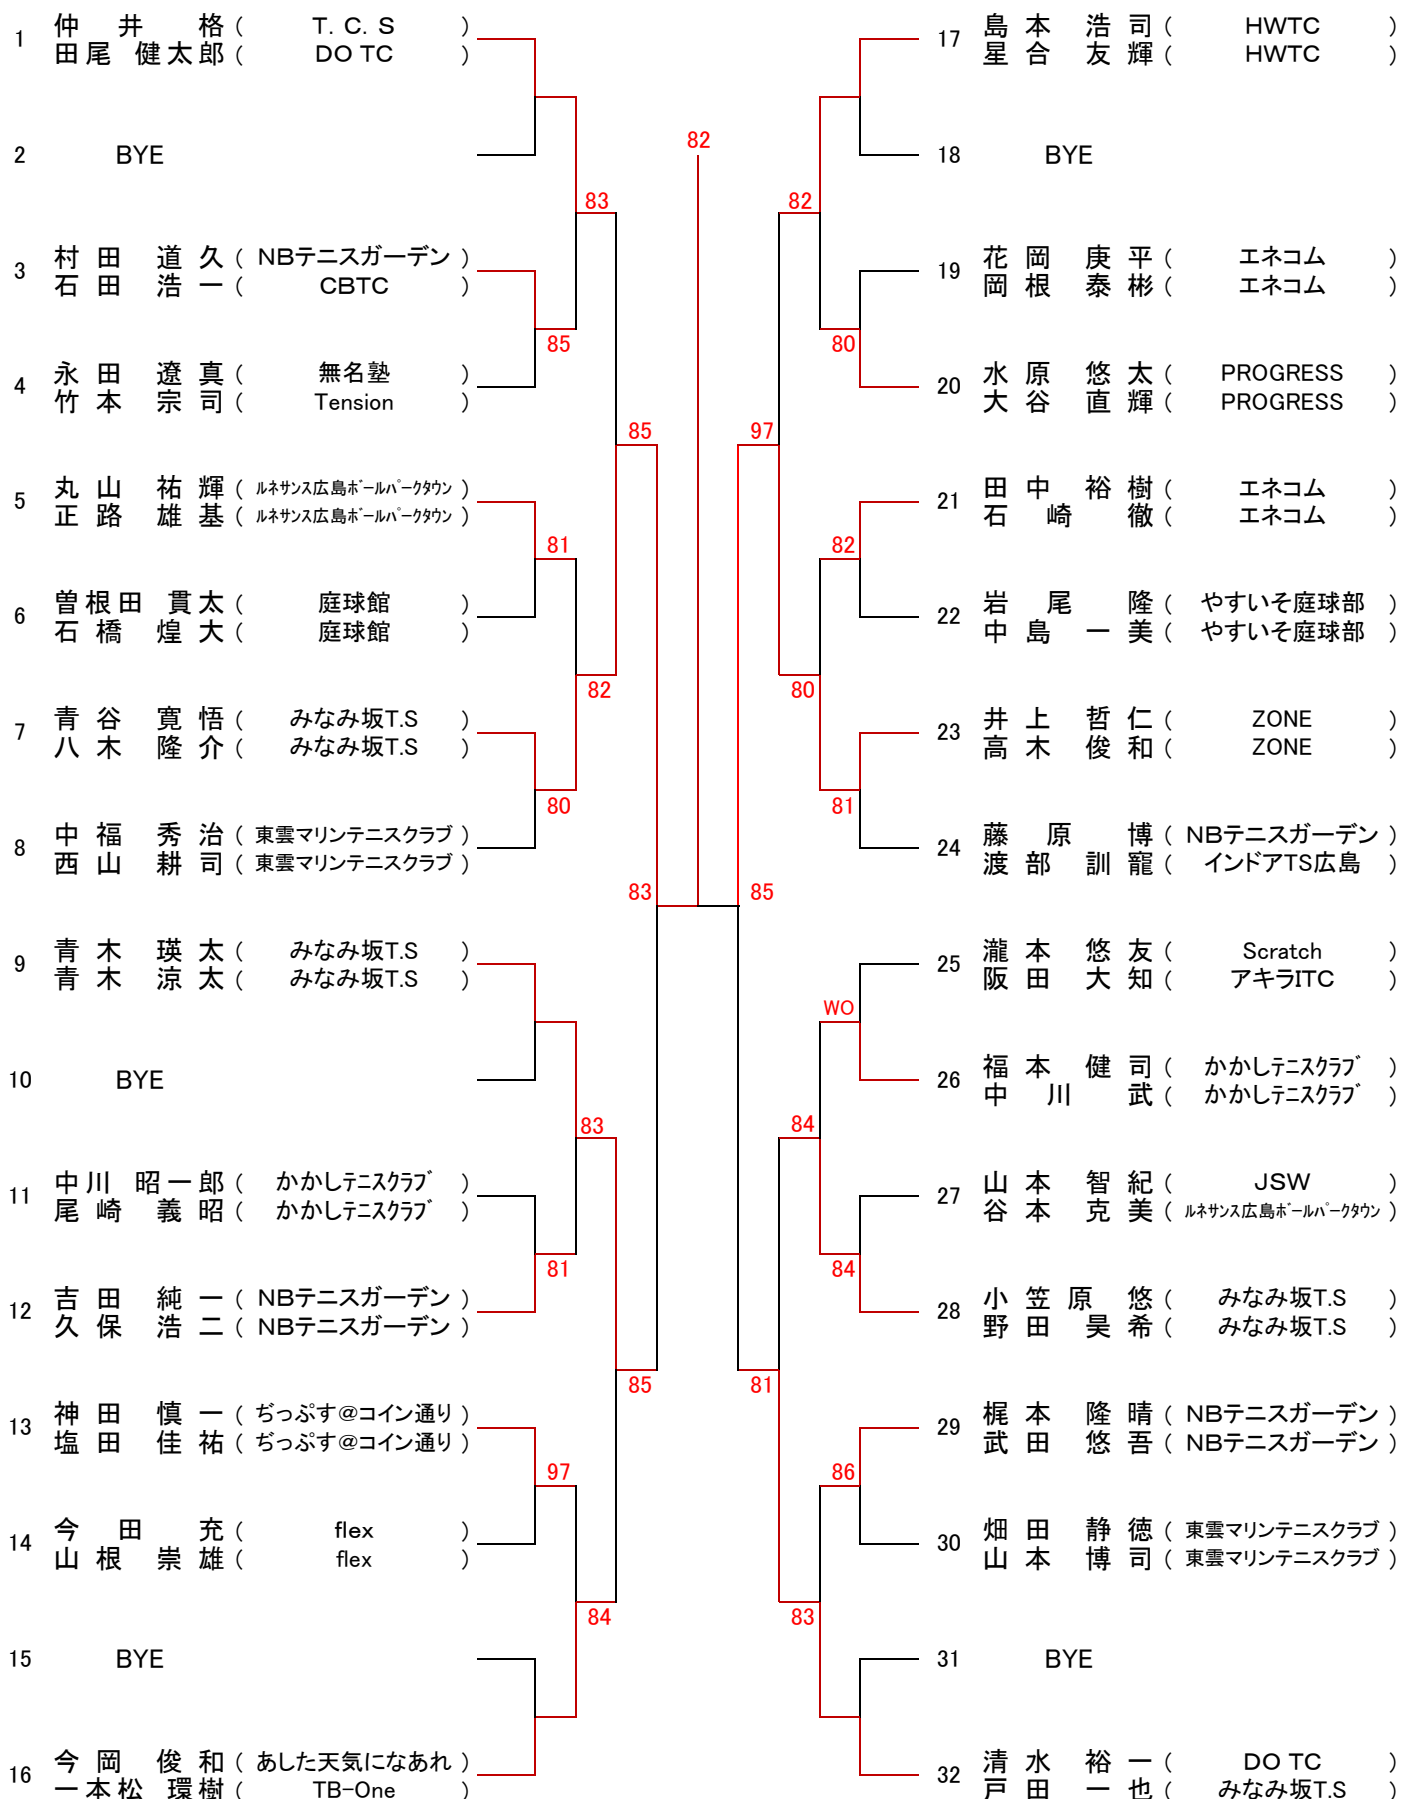 1 仲井 格 ( T. C. S )
田尾 健太郎 ( DO TC )
2 BYE
83
3 村田 道久 ( NBテニスガーデン )
石田 浩一 ( CBTC )
85
4 永田 遼真 ( 無名塾 )
竹本 宗司 ( Tension )
85
5 丸山 祐輝 ( ルネサンス広島ボールパークタウン )
正路 雄基 ( ルネサンス広島ボールパークタウン )
81
6 曽根田 貫太 ( 庭球館 )
石橋 煌大 ( 庭球館 )
82
7 青谷 寛悟 ( みなみ坂T.S )
八木 隆介 ( みなみ坂T.S )
80
8 中福 秀治 ( 東雲マリンテニスクラブ )
西山 耕司 ( 東雲マリンテニスクラブ )
83
9 青木 瑛太 ( みなみ坂T.S )
青木 涼太 ( みなみ坂T.S )
10 BYE
83
11 中川 昭一郎 ( かかしテニスクラブ )
尾崎 義昭 ( かかしテニスクラブ )
81
12 吉田 純一 ( NBテニスガーデン )
久保 浩二 ( NBテニスガーデン )
85
13 神田 慎一 ( ぢっぷす@コイン通り )
塩田 佳祐 ( ぢっぷす@コイン通り )
97
14 今田 充 ( flex )
山根 崇雄 ( flex )
84
15 BYE
16 今岡 俊和 ( あした天気になあれ )
一本松 環樹 ( TB-One )
82
17 島本 浩司 ( HWTC )
星合 友輝 ( HWTC )
18 BYE
82
19 花岡 庚平 ( エネコム )
岡根 泰彬 ( エネコム )
80
20 水原 悠太 ( PROGRESS )
大谷 直輝 ( PROGRESS )
97
21 田中 裕樹 ( エネコム )
石崎 徹 ( エネコム )
82
22 岩尾 隆 ( やすいそ庭球部 )
中島 一美 ( やすいそ庭球部 )
80
23 井上 哲仁 ( ZONE )
高木 俊和 ( ZONE )
81
24 藤原 博 ( NBテニスガーデン )
渡部 訓寵 ( インドアTS広島 )
85
25 瀧本 悠友 ( Scratch )
阪田 大知 ( アキラITC )
WO
26 福本 健司 ( かかしテニスクラブ )
中川 武 ( かかしテニスクラブ )
84
27 山本 智紀 ( JSW )
谷本 克美 ( ルネサンス広島ボールパークタウン )
84
28 小笠原 悠 ( みなみ坂T.S )
野田 昊希 ( みなみ坂T.S )
81
29 梶本 隆晴 ( NBテニスガーデン )
武田 悠吾 ( NBテニスガーデン )
86
30 畑田 静徳 ( 東雲マリンテニスクラブ )
山本 博司 ( 東雲マリンテニスクラブ )
83
31 BYE
32 清水 裕一 ( DO TC )
戸田 一也 ( みなみ坂T.S )